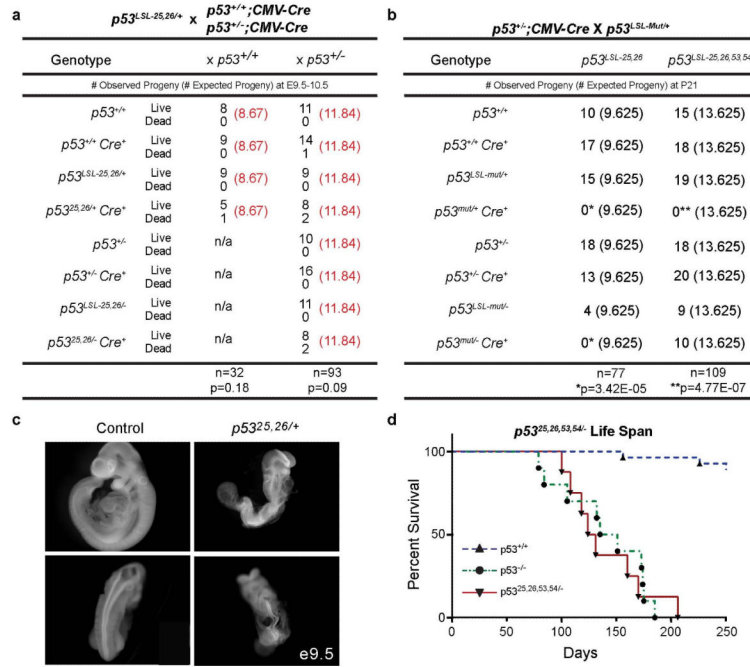 a
p53LSL-25,26/+ x p53+/+;CMV-Cre
p53+/-;CMV-Cre
Genotype x p53+/+ x p53+/-
# Observed Progeny (# Expected Progeny) at E9.5-10.5
p53+/+ Live 8 (8.67) 11 (11.84)
Dead 0 0
p53+/+ Cre+ Live 9 (8.67) 14 (11.84)
Dead 0 1
p53LSL-25,26/+ Live 9 (8.67) 9 (11.84)
Dead 0 0
p5325,26/+ Cre+ Live 5 (8.67) 8 (11.84)
Dead 1 2
p53+/- Live n/a 10 (11.84)
Dead 0
p53+/- Cre+ Live n/a 16 (11.84)
Dead 0
p53LSL-25,26/- Live n/a 11 (11.84)
Dead 0
p5325,26/- Cre+ Live n/a 8 (11.84)
Dead 2
n=32 n=93
p=0.18 p=0.09
b
p53+/-;CMV-Cre X p53LSL-Mut/+
Genotype p53LSL-25,26 p53LSL-25,26,53,54
# Observed Progeny (# Expected Progeny) at P21
p53+/+ 10 (9.625) 15 (13.625)
p53+/+ Cre+ 17 (9.625) 18 (13.625)
p53LSL-mut/+ 15 (9.625) 19 (13.625)
p53mut/+ Cre+ 0* (9.625) 0** (13.625)
p53+/- 18 (9.625) 18 (13.625)
p53+/- Cre+ 13 (9.625) 20 (13.625)
p53LSL-mut/- 4 (9.625) 9 (13.625)
p53mut/- Cre+ 0* (9.625) 10 (13.625)
n=77 n=109
*p=3.42E-05 **p=4.77E-07
c
Control p5325,26/+
e9.5
d
p5325,26,53,54/- Life Span
Percent Survival
100
50
0
p53+/+
p53-/-
p5325,26,53,54/-
0 50 100 150 200 250
Days